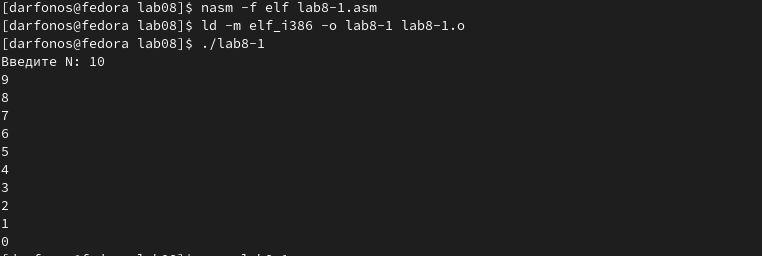 [darfonos@fedora lab08]$ nasm -f elf lab8-1.asm
[darfonos@fedora lab08]$ ld -m elf_i386 -o lab8-1 lab8-1.o
[darfonos@fedora lab08]$ ./lab8-1
Введите N: 10
9
8
7
6
5
4
3
2
1
0